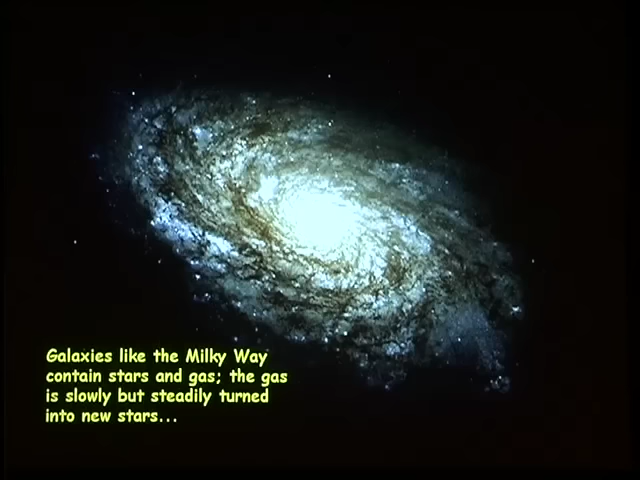 Galaxies like the Milky Way
contain stars and gas; the gas
is slowly but steadily turned
into new stars...